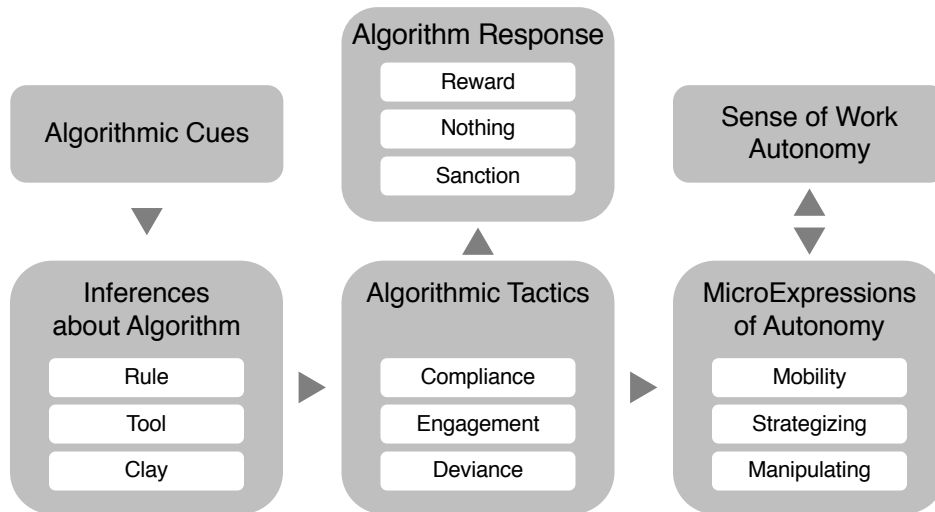 Algorithmic Cues
Algorithm Response
Reward
Nothing
Sanction
Sense of Work
Autonomy
Inferences
about Algorithm
Rule
Tool
Clay
Algorithmic Tactics
Compliance
Engagement
Deviance
MicroExpressions
of Autonomy
Mobility
Strategizing
Manipulating